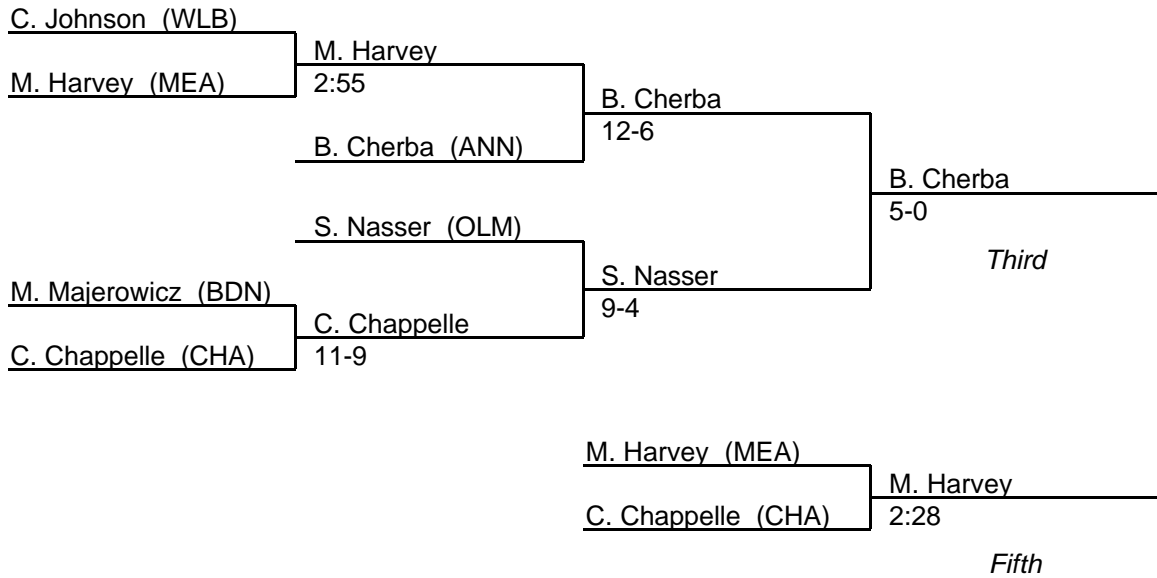 C. Johnson (WLB)
M. Harvey
M. Harvey (MEA)
2:55
B. Cherba
12-6
B. Cherba (ANN)
B. Cherba
5-0
S. Nasser (OLM)
Third
S. Nasser
M. Majerowicz (BDN)
9-4
C. Chappelle
C. Chappelle (CHA)
11-9
M. Harvey (MEA)
M. Harvey
C. Chappelle (CHA)
2:28
Fifth